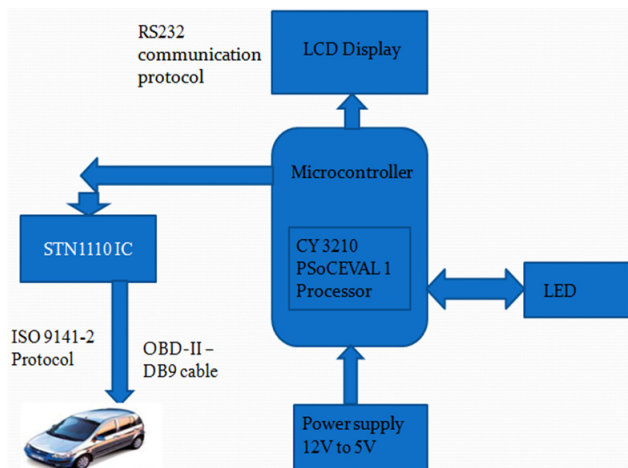 RS232
communication
protocol
LCD Display
Microcontroller
CY 3210
PSoCEVAL 1
Processor
STN1110 IC
LED
ISO 9141-2
Protocol
OBD-II –
DB9 cable
Power supply
12V to 5V